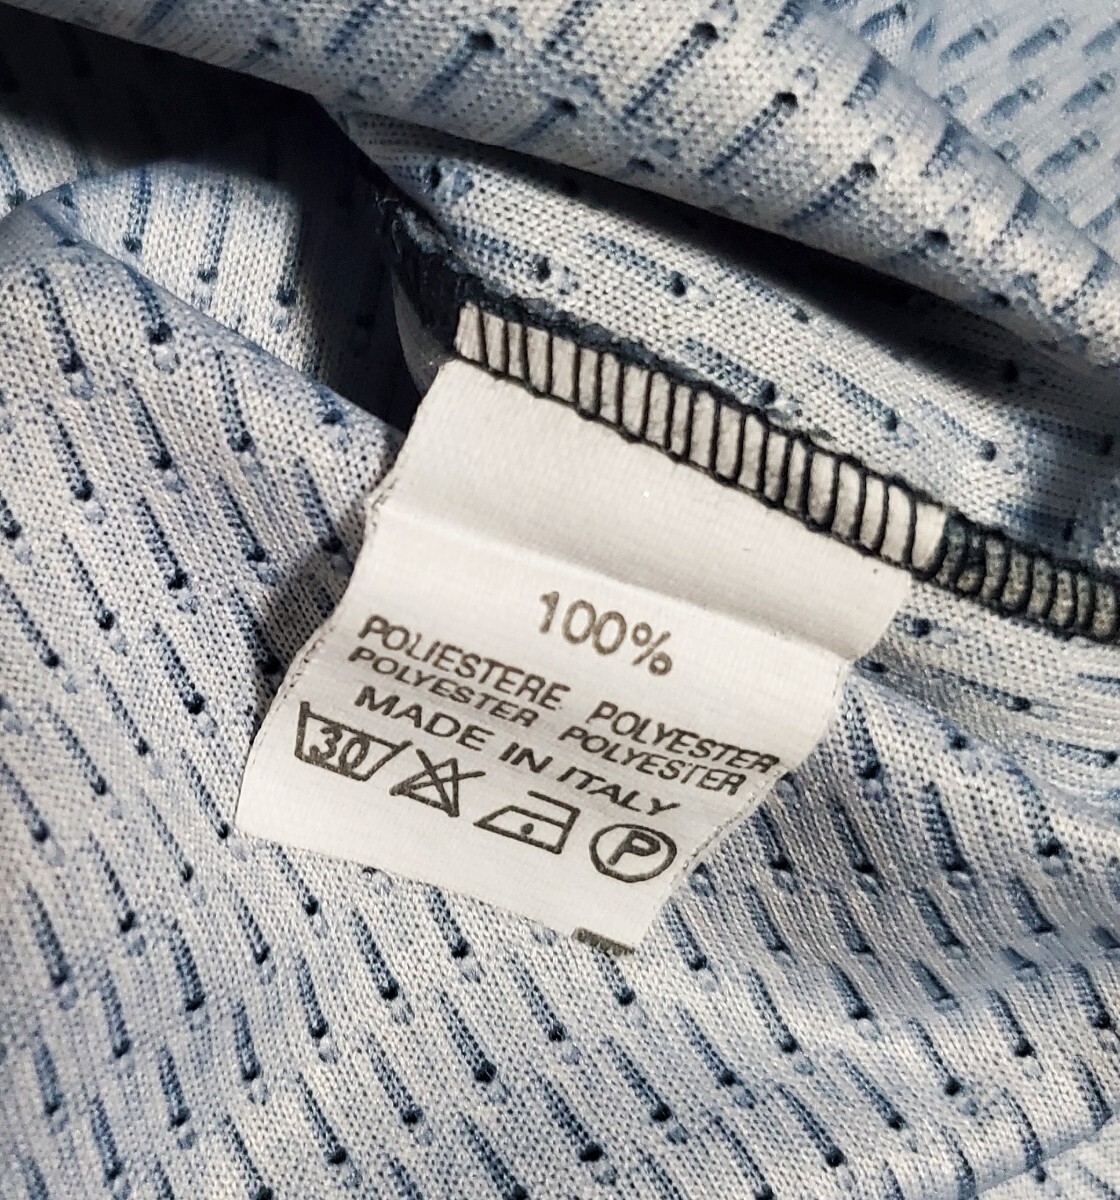 100%
POLIESTERE POLYESTER
POLYESTER POLYESTER
MADE IN ITALY
30 P